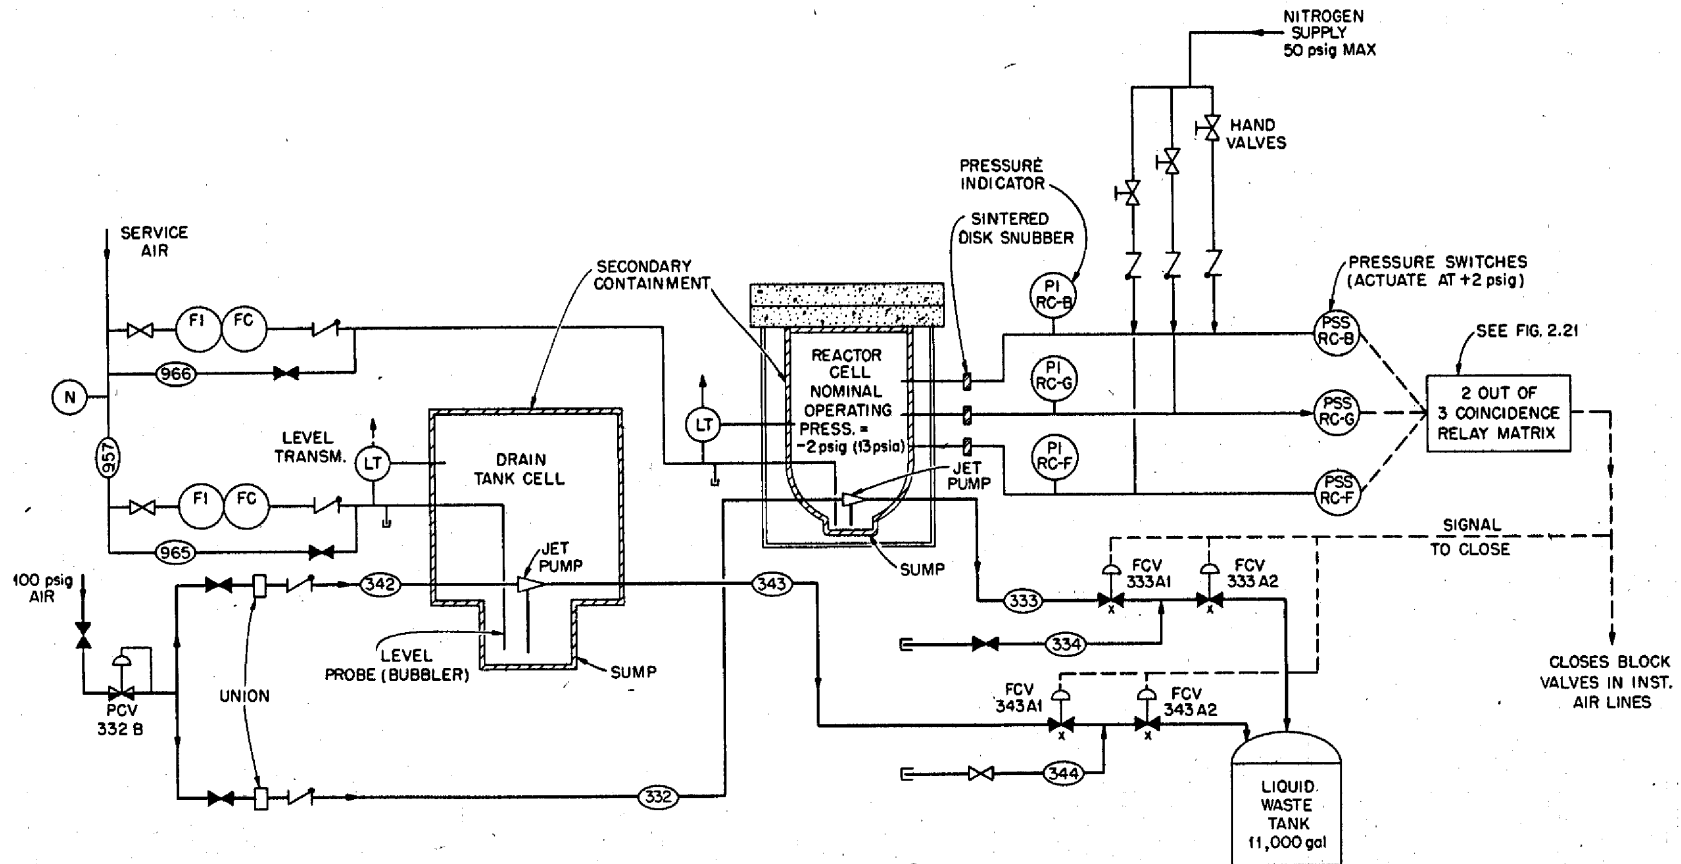 NITROGEN
SUPPLY
50 psig MAX
HAND
VALVES
PRESSURE
INDICATOR
SINTERED
DISK SNUBBER
SERVICE
AIR
SECONDARY
CONTAINMENT
PRESSURE SWITCHES
(ACTUATE AT +2 psig)
PI
RC-B
PSS
RC-B
SEE FIG. 2.21
FI
FC
966
N
REACTOR
CELL
NOMINAL
OPERATING
PRESS. =
-2 psig (13 psia)
PI
RC-G
PSS
RC-G
2 OUT OF
3 COINCIDENCE
RELAY MATRIX
LT
LEVEL
TRANSM.
LT
DRAIN
TANK CELL
957
PI
RC-F
PSS
RC-F
JET
PUMP
FI
FC
965
JET
PUMP
SUMP
SIGNAL
TO CLOSE
100 psig
AIR
342
343
333
FCV
333A1
FCV
333A2
334
LEVEL
PROBE (BUBBLER)
SUMP
UNION
PCV
332 B
FCV
343A1
FCV
343A2
CLOSES BLOCK
VALVES IN INST.
AIR LINES
344
332
LIQUID
WASTE
TANK
11,000 gal
X
X
X
X